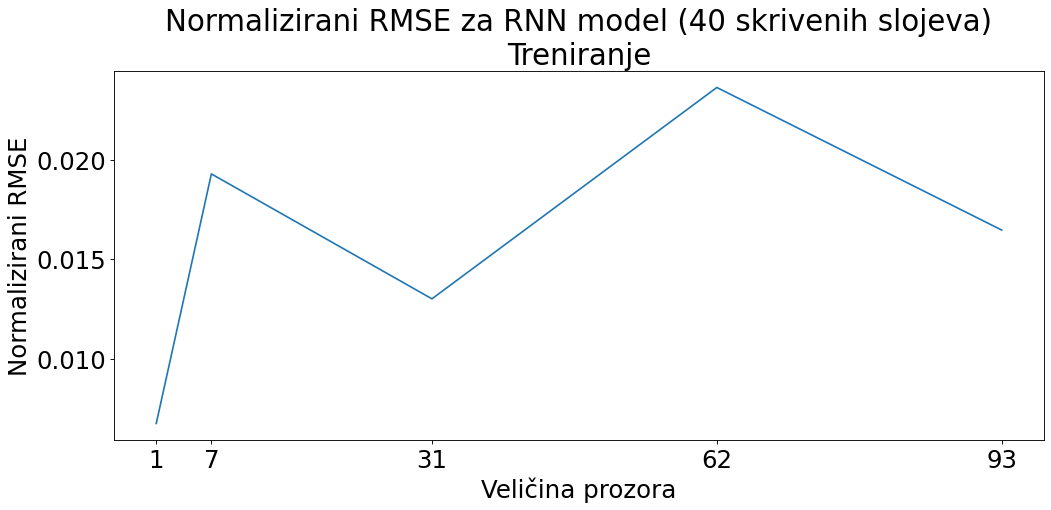 Normalizirani RMSE za RNN model (40 skrivenih slojeva)
Treniranje
Normalizirani RMSE
0.020
0.015
0.010
1 7 31 62 93
Veličina prozora